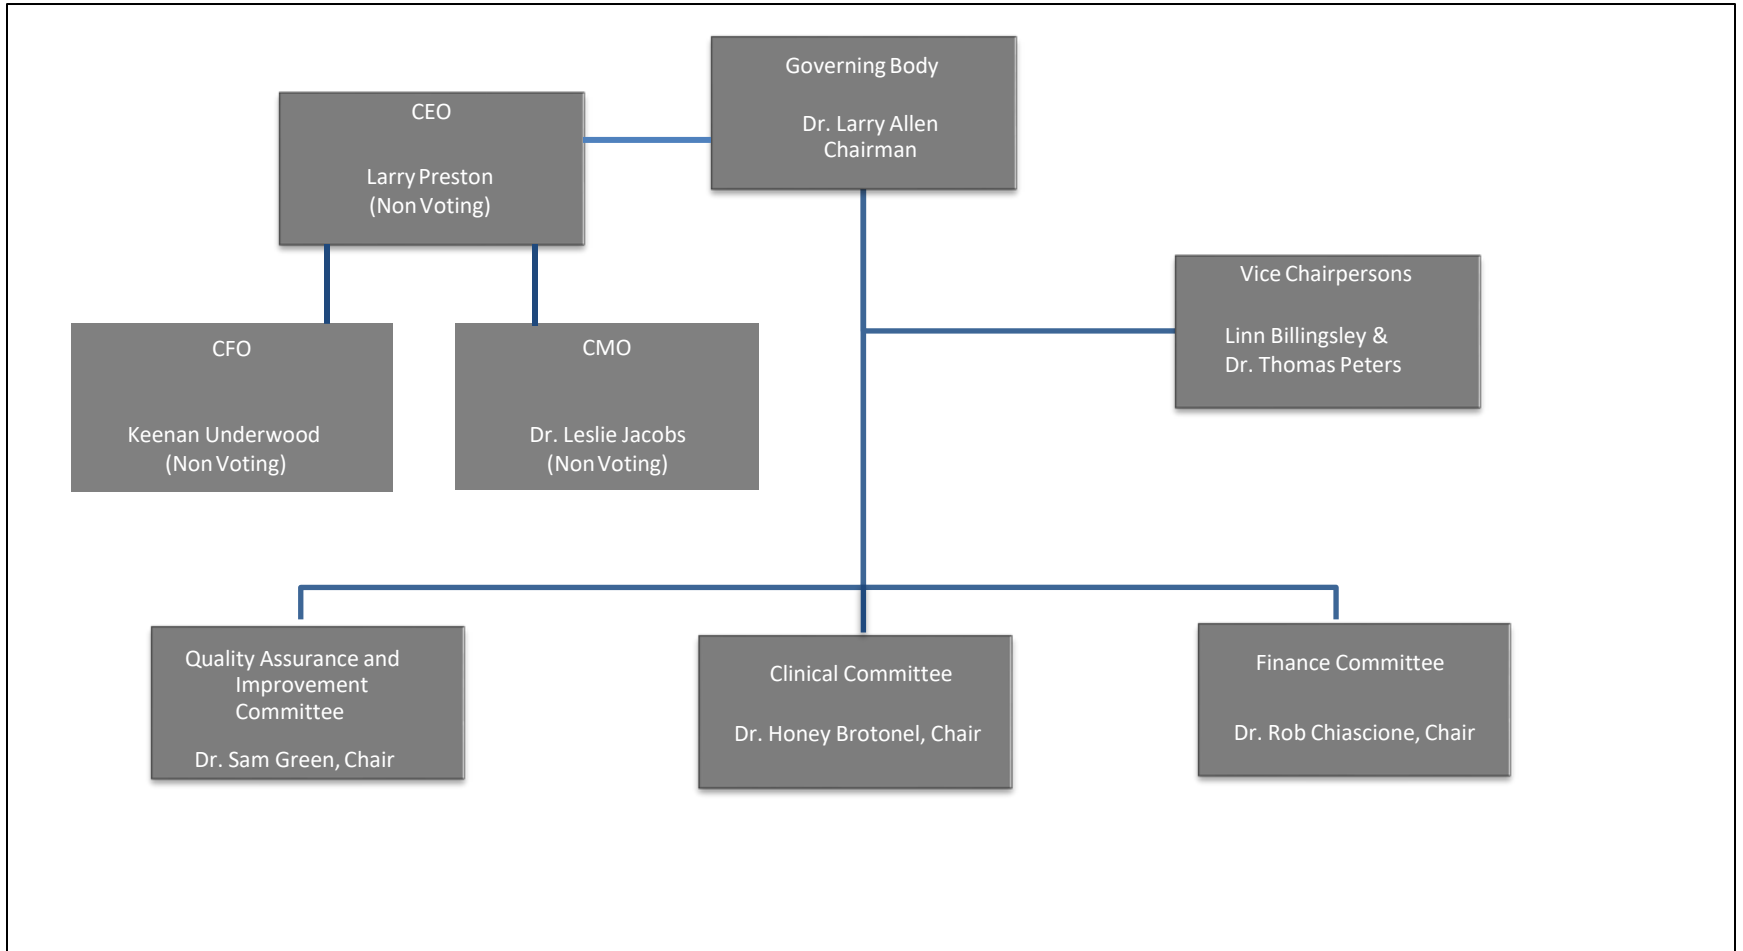 Governing Body
Dr. Larry Allen
Chairman
CEO
Larry Preston
(Non Voting)
Vice Chairpersons
Linn Billingsley &
Dr. Thomas Peters
CFO
Keenan Underwood
(Non Voting)
CMO
Dr. Leslie Jacobs
(Non Voting)
Quality Assurance and
Improvement
Committee
Dr. Sam Green, Chair
Clinical Committee
Dr. Honey Brotonel, Chair
Finance Committee
Dr. Rob Chiascione, Chair